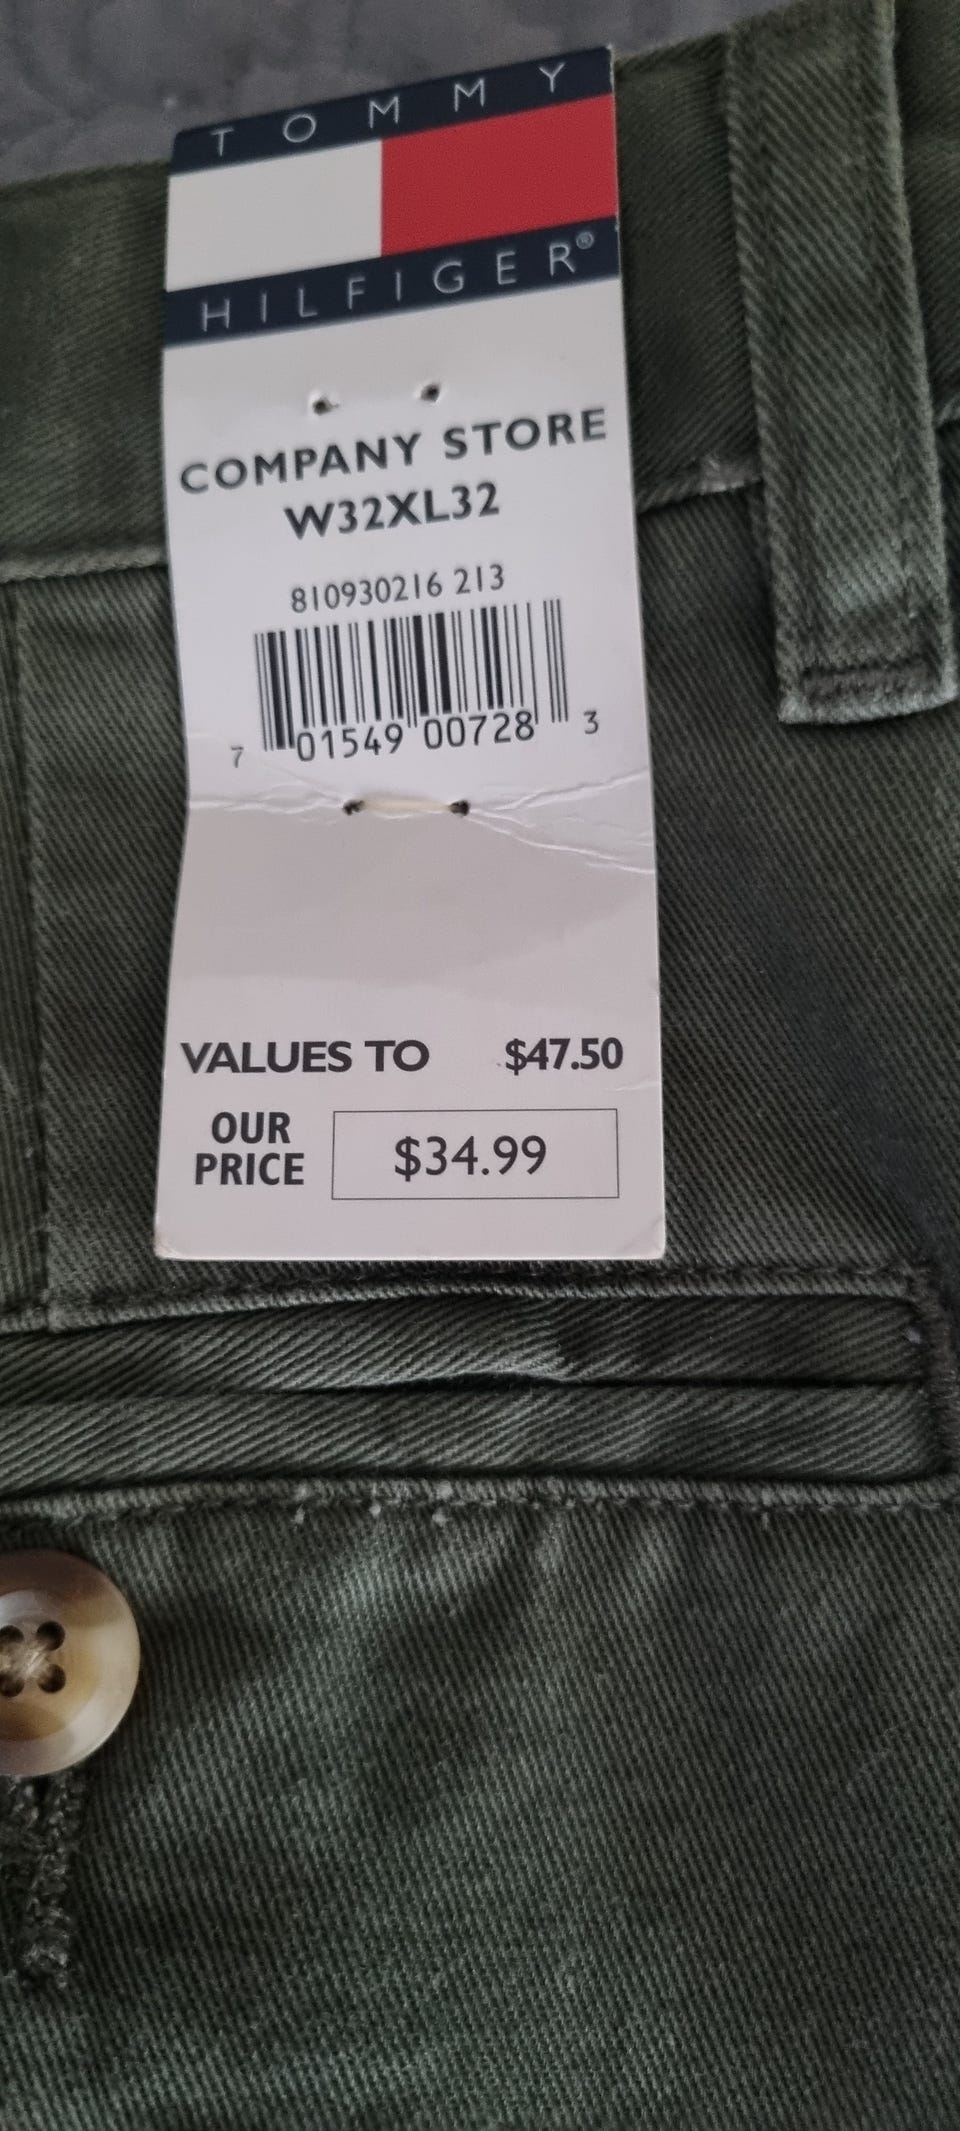 TOMMY
HILFIGER®
COMPANY STORE
W32XL32
810930216 213
7 01549 00728 3
VALUES TO $47.50
OUR
PRICE $34.99